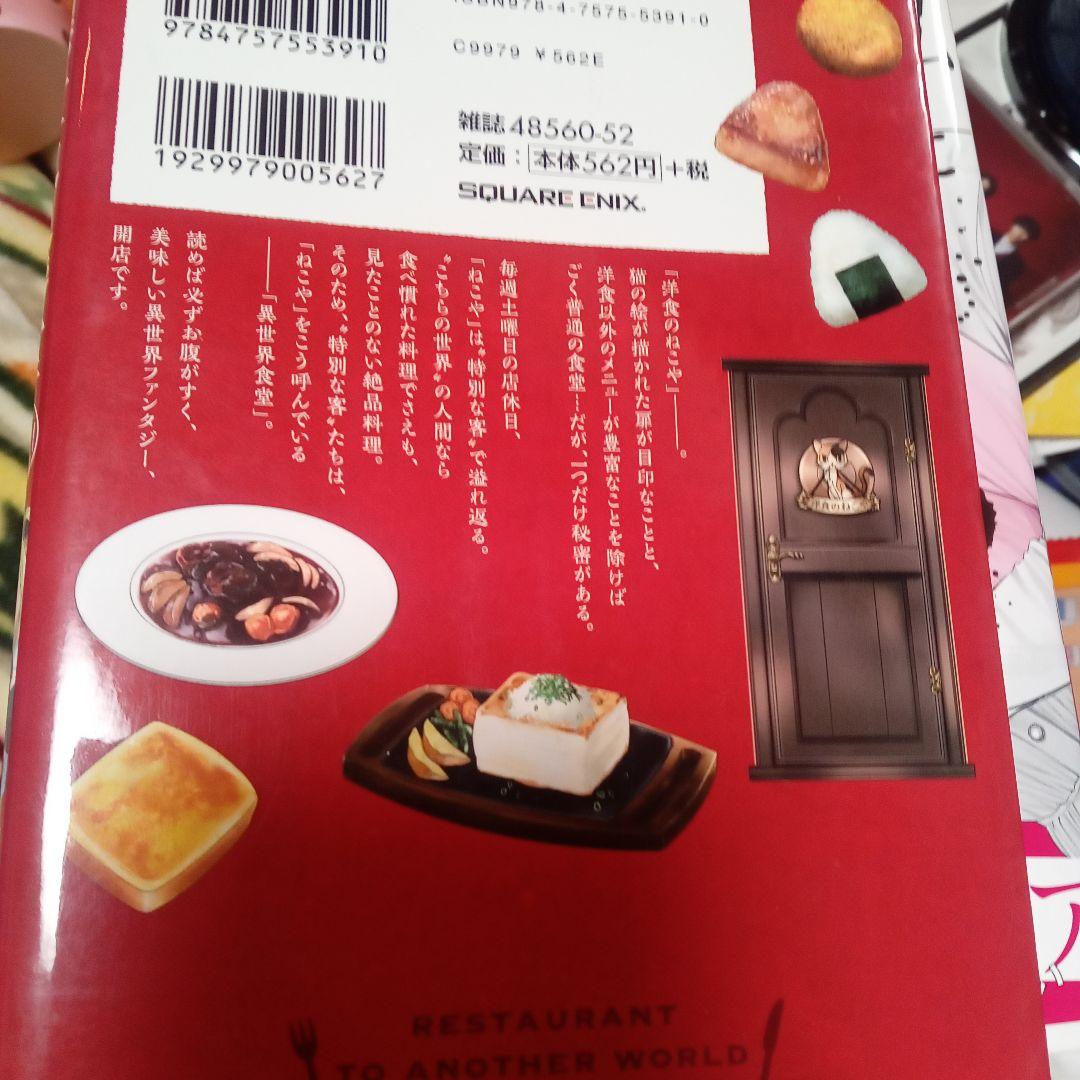 ISBN978-4-7575-5391-0
9784757553910
C9979 ¥562E
1929979005627
雑誌 48560-52
定価：本体562円+税
SQUARE ENIX.
「洋食のねこや」――。
猫の絵が描かれた扉が目印なことと、
洋食以外のメニューが豊富なことを除けば
ごく普通の食堂…だが、一つだけ秘密がある。
毎週土曜日の店休日、
「ねこや」は“特別な客”で溢れ返る。
“こちらの世界”の人間なら
食べ慣れた料理でさえも、
見たことのない絶品料理。
そのため、“特別な客”たちは、
「ねこや」をこう呼んでいる
――「異世界食堂」。
読めば必ずお腹がすく、
美味しい異世界ファンタジー、
開店です。
洋食のね
RESTAURANT
TO ANOTHER WORLD